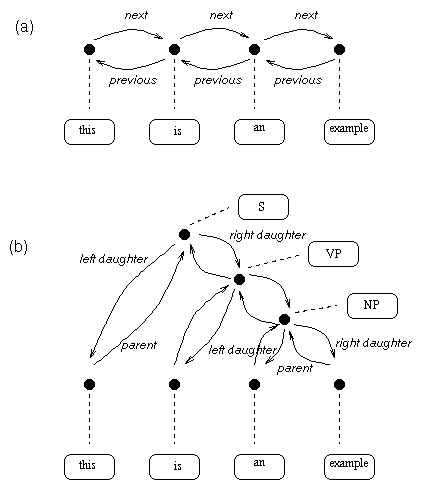 (a)
next next next
previous previous previous
this is an example
S
(b)
right daughter
left daughter
VP
NP
parent
left daughter
right daughter
parent
this is an example